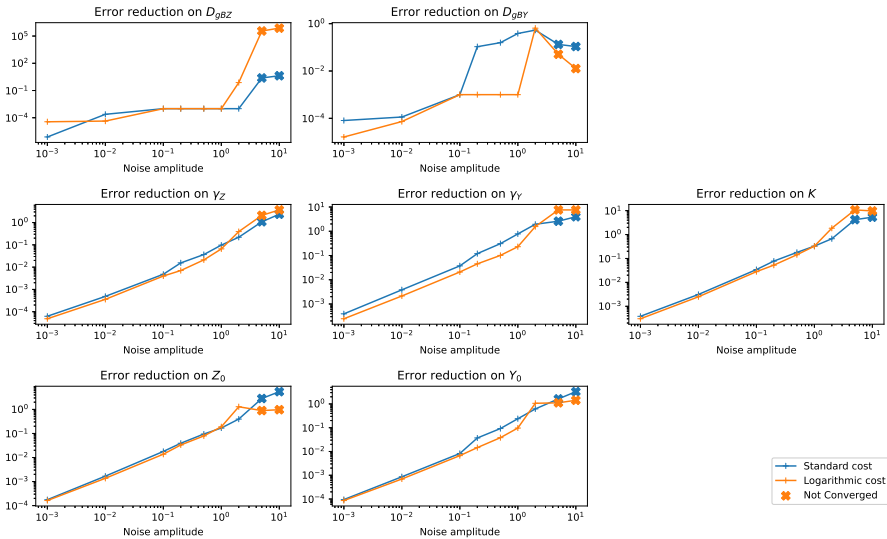 Error reduction on D_gBZ
10^5
10^2
10^-1
10^-4
10^-3 10^-2 10^-1 10^0 10^1
Noise amplitude
Error reduction on D_gBY
10^0
10^-2
10^-4
10^-3 10^-2 10^-1 10^0 10^1
Noise amplitude
Error reduction on γ_Z
10^0
10^-1
10^-2
10^-3
10^-4
10^-3 10^-2 10^-1 10^0 10^1
Noise amplitude
Error reduction on γ_Y
10^1
10^0
10^-1
10^-2
10^-3
10^-3 10^-2 10^-1 10^0 10^1
Noise amplitude
Error reduction on K
10^1
10^0
10^-1
10^-2
10^-3
10^-3 10^-2 10^-1 10^0 10^1
Noise amplitude
Error reduction on Z_0
10^0
10^-1
10^-2
10^-3
10^-4
10^-3 10^-2 10^-1 10^0 10^1
Noise amplitude
Error reduction on Y_0
10^1
10^0
10^-1
10^-2
10^-3
10^-4
10^-3 10^-2 10^-1 10^0 10^1
Noise amplitude
Standard cost
Logarithmic cost
Not Converged